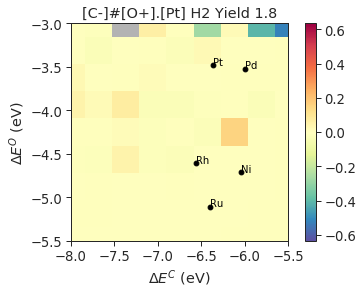 [C-]#[O+].[Pt] H2 Yield 1.8
−3.0
−3.5
−4.0
−4.5
−5.0
−5.5
ΔE^O (eV)
Pt
Pd
Rh
Ni
Ru
−8.0 −7.5 −7.0 −6.5 −6.0 −5.5
ΔE^C (eV)
0.6
0.4
0.2
0.0
−0.2
−0.4
−0.6